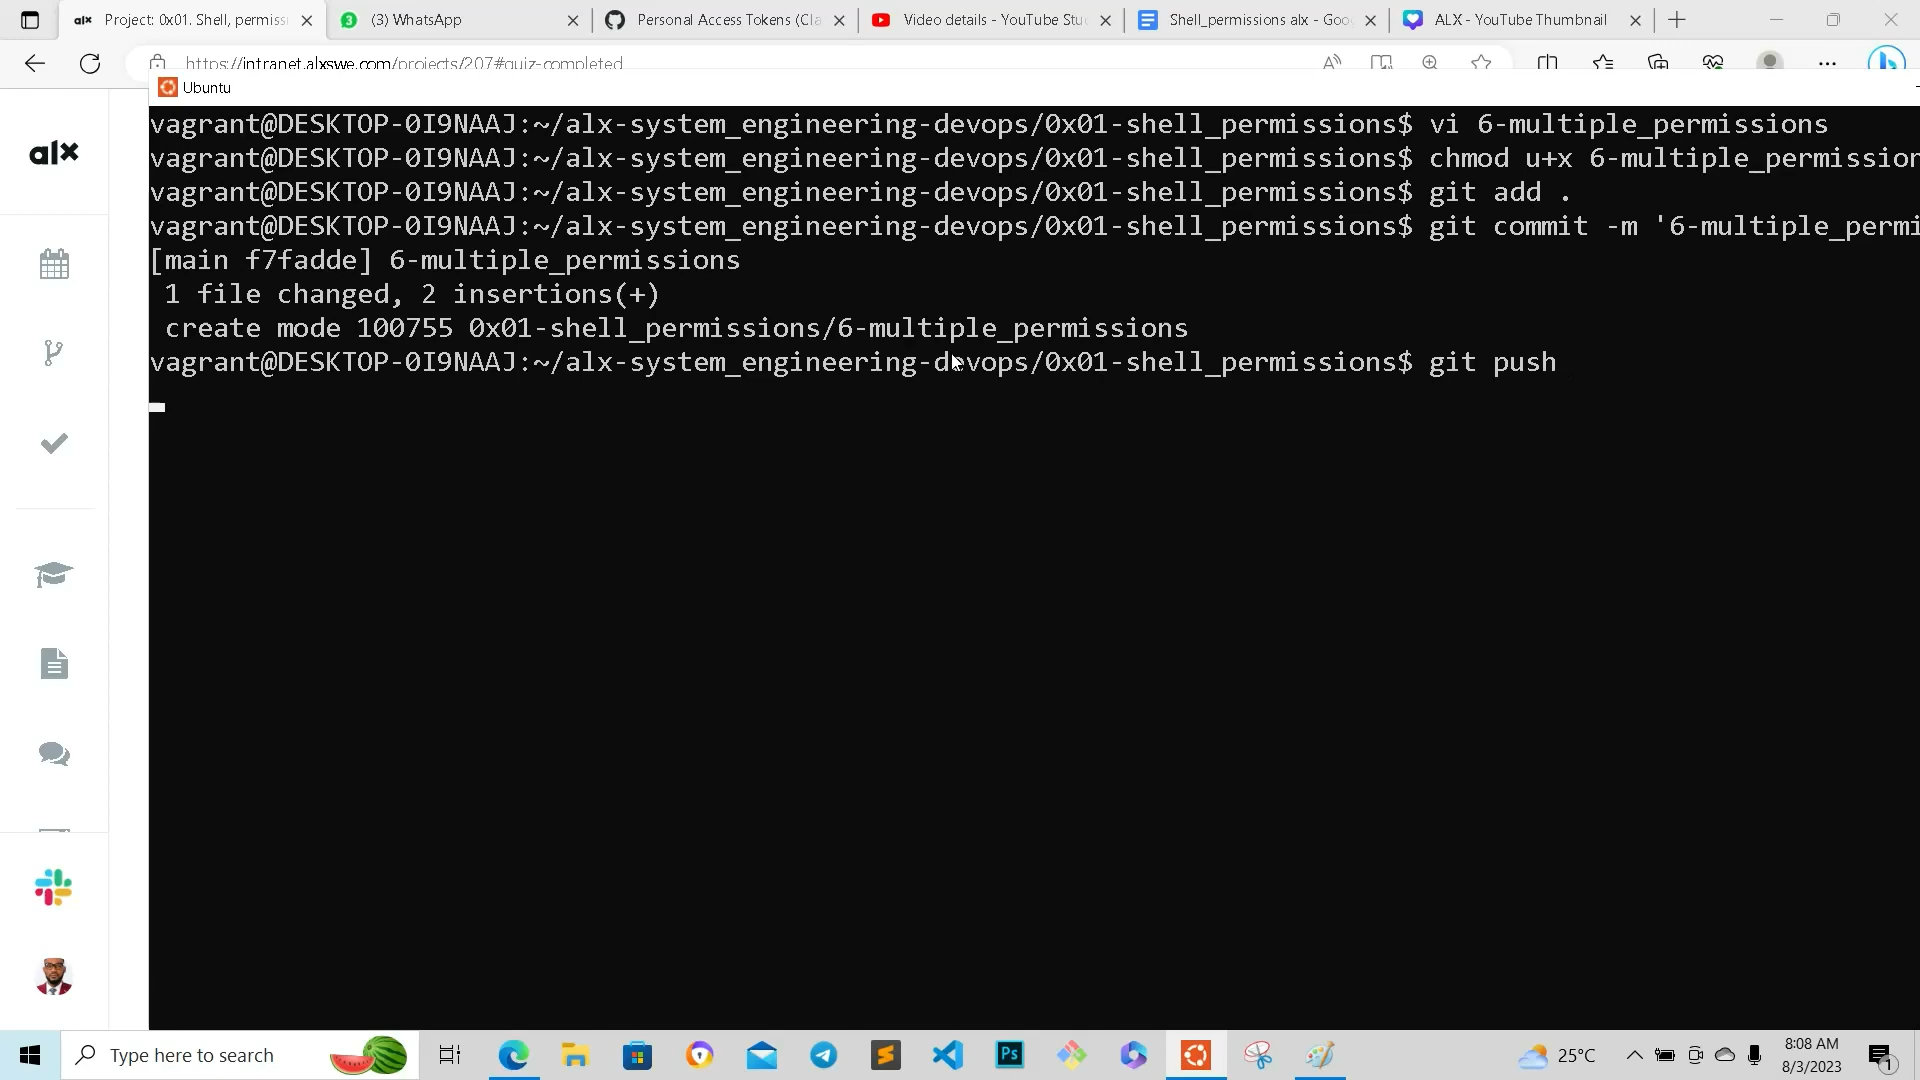 alx Project: 0x01. Shell, permiss
(3) WhatsApp
Personal Access Tokens (Cla
Video details - YouTube Stu
Shell_permissions alx - Goo
ALX - YouTube Thumbnail
https://intranet.alxswe.com/projects/207#quiz-completed
Ubuntu
alx
vagrant@DESKTOP-0I9NAAJ:~/alx-system_engineering-devops/0x01-shell_permissions$ vi 6-multiple_permissions
vagrant@DESKTOP-0I9NAAJ:~/alx-system_engineering-devops/0x01-shell_permissions$ chmod u+x 6-multiple_permission
vagrant@DESKTOP-0I9NAAJ:~/alx-system_engineering-devops/0x01-shell_permissions$ git add .
vagrant@DESKTOP-0I9NAAJ:~/alx-system_engineering-devops/0x01-shell_permissions$ git commit -m '6-multiple_permi
[main f7fadde] 6-multiple_permissions
1 file changed, 2 insertions(+)
create mode 100755 0x01-shell_permissions/6-multiple_permissions
vagrant@DESKTOP-0I9NAAJ:~/alx-system_engineering-devops/0x01-shell_permissions$ git push
Type here to search
Ps
25°C
8:08 AM
8/3/2023
1